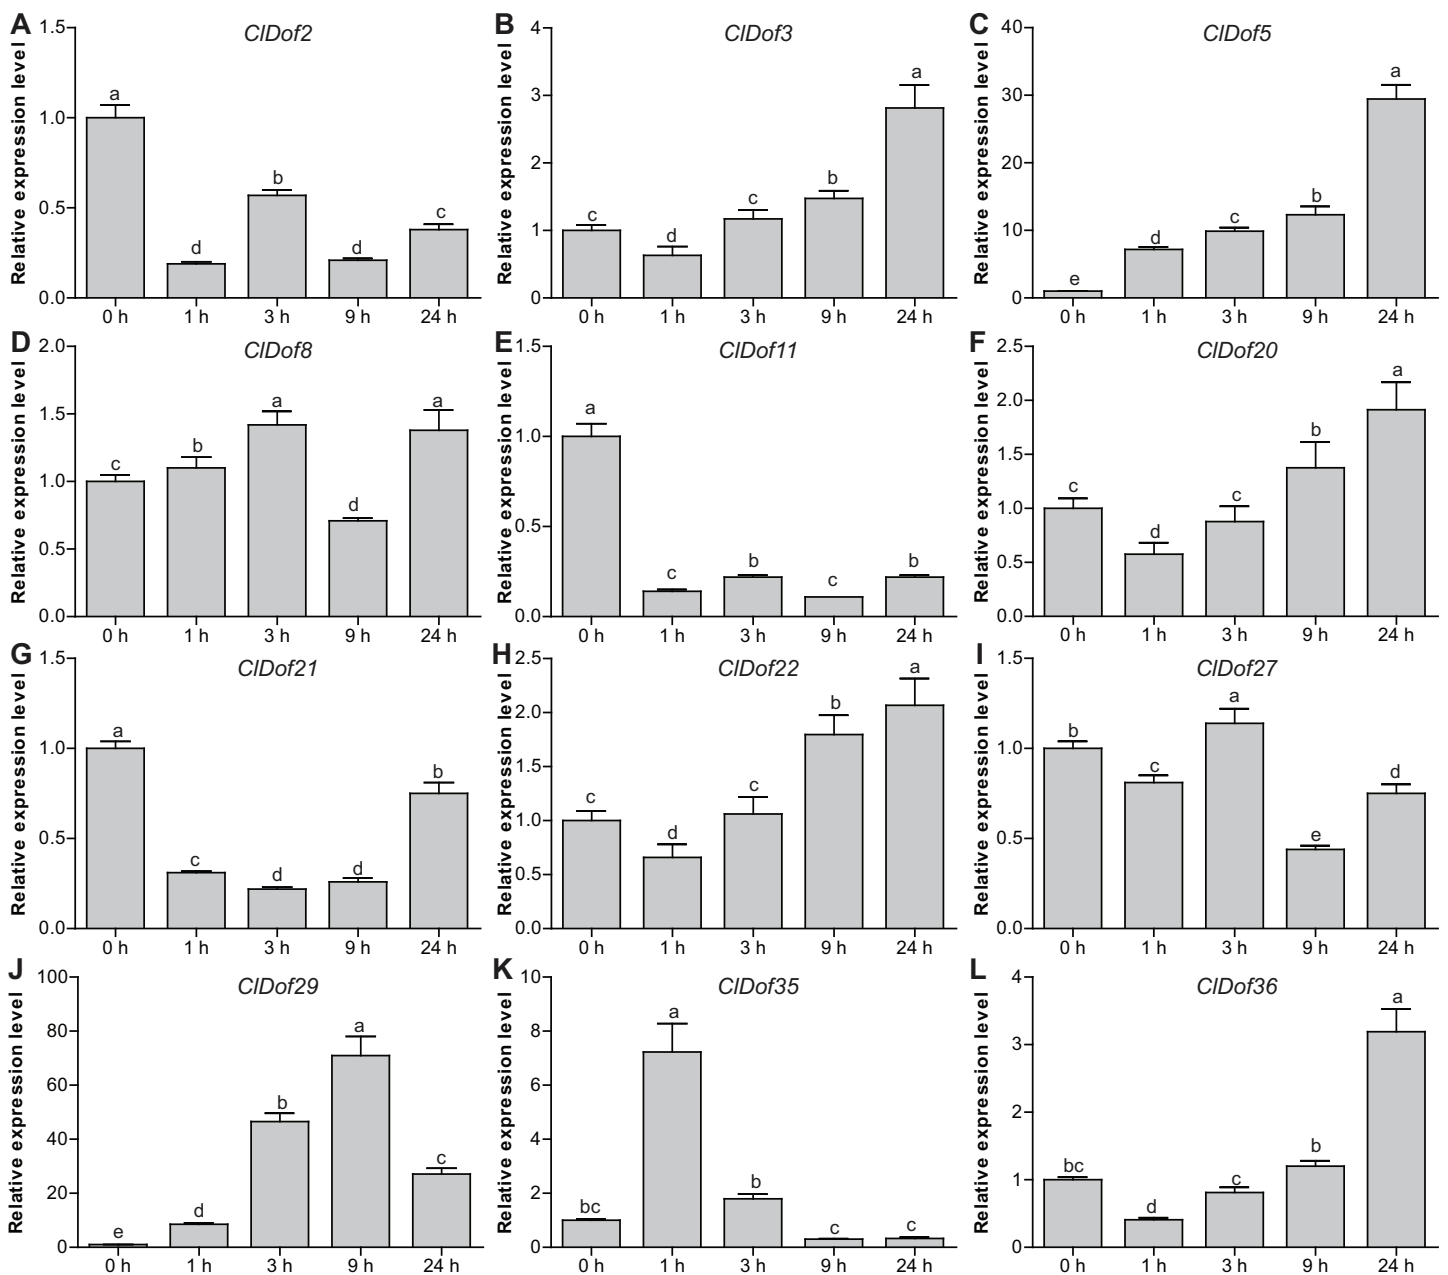 A ClDof2
Relative expression level
1.5
1.0
0.5
0.0
a d b d c
0 h 1 h 3 h 9 h 24 h
B ClDof3
Relative expression level
4
3
2
1
0
c d c b a
0 h 1 h 3 h 9 h 24 h
C ClDof5
Relative expression level
40
30
20
10
0
e d c b a
0 h 1 h 3 h 9 h 24 h
D ClDof8
Relative expression level
2.0
1.5
1.0
0.5
0.0
c b a d a
0 h 1 h 3 h 9 h 24 h
E ClDof11
Relative expression level
1.5
1.0
0.5
0.0
a c b c b
0 h 1 h 3 h 9 h 24 h
F ClDof20
Relative expression level
2.5
2.0
1.5
1.0
0.5
0.0
c d c b a
0 h 1 h 3 h 9 h 24 h
G ClDof21
Relative expression level
1.5
1.0
0.5
0.0
a c d d b
0 h 1 h 3 h 9 h 24 h
H ClDof22
Relative expression level
2.5
2.0
1.5
1.0
0.5
0.0
c d c b a
0 h 1 h 3 h 9 h 24 h
I ClDof27
Relative expression level
1.5
1.0
0.5
0.0
b c a e d
0 h 1 h 3 h 9 h 24 h
J ClDof29
Relative expression level
100
80
60
40
20
0
e d b a c
0 h 1 h 3 h 9 h 24 h
K ClDof35
Relative expression level
10
8
6
4
2
0
bc a b c c
0 h 1 h 3 h 9 h 24 h
L ClDof36
Relative expression level
4
3
2
1
0
bc d c b a
0 h 1 h 3 h 9 h 24 h